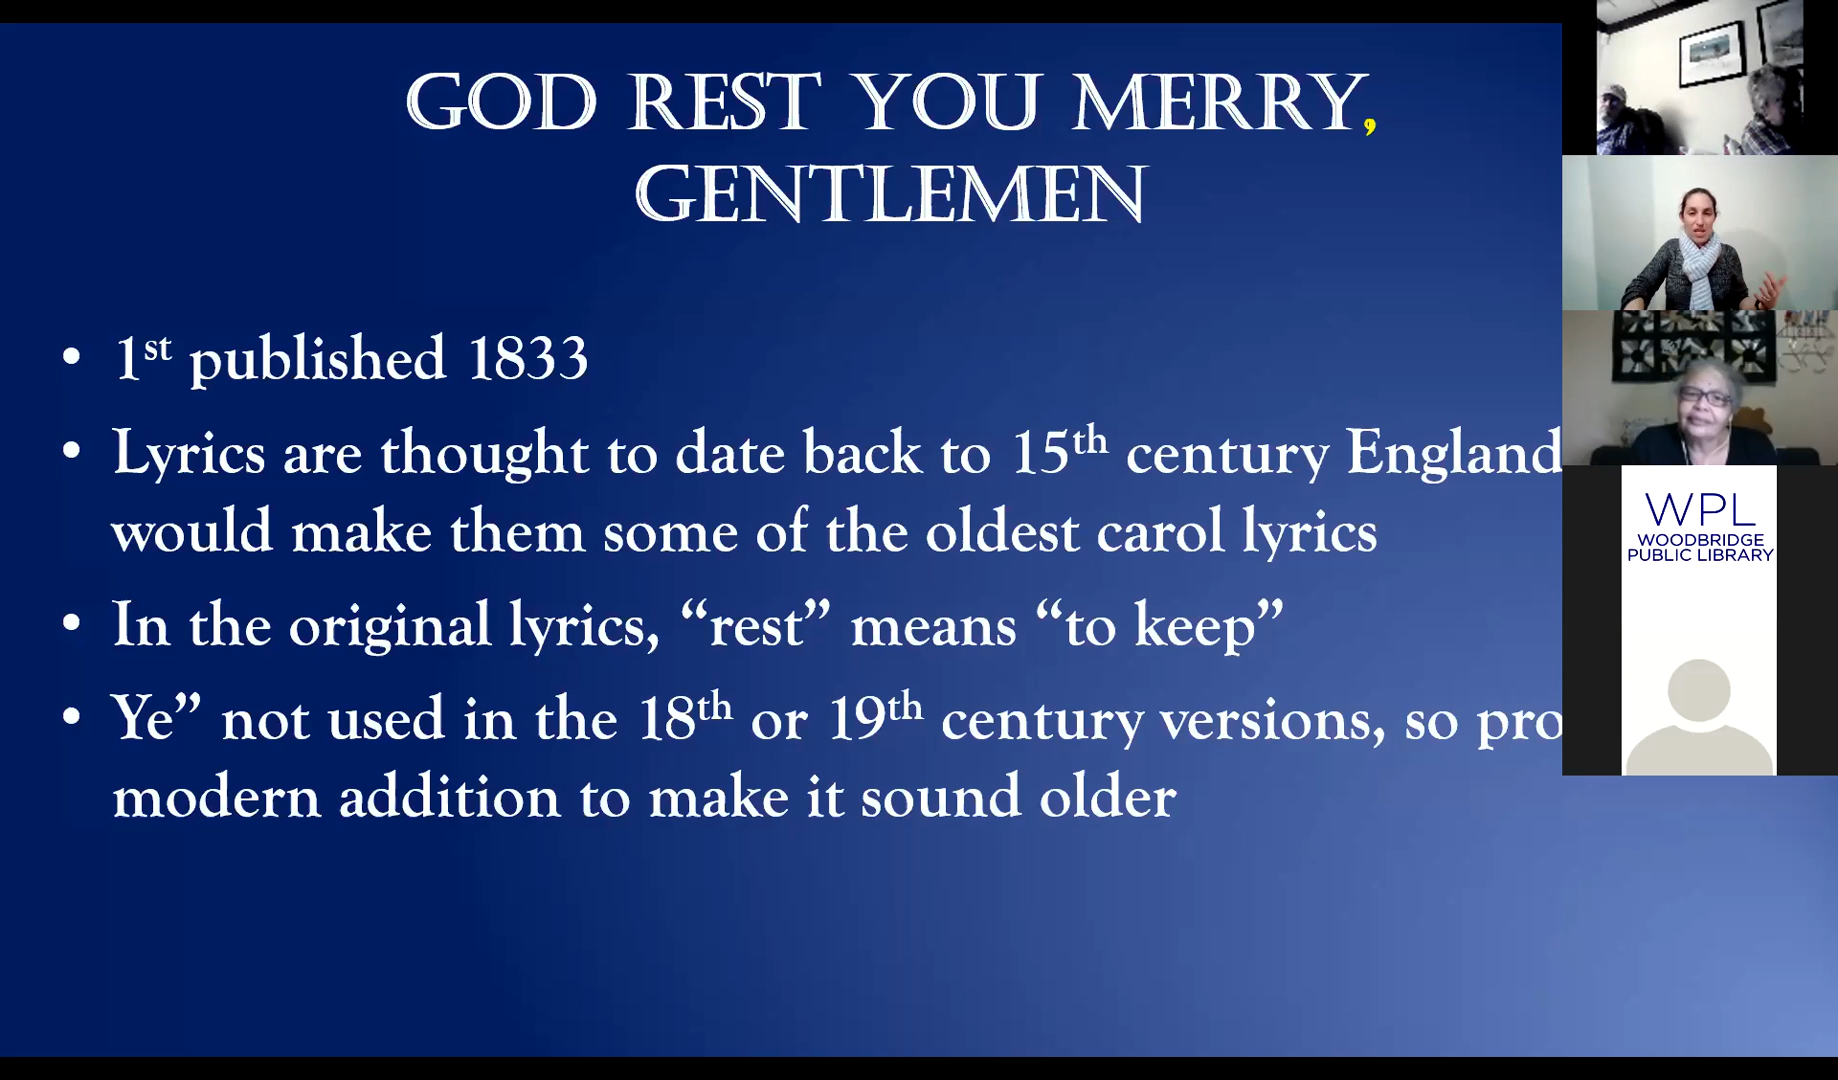 GOD REST YOU MERRY,
GENTLEMEN
• 1st published 1833
• Lyrics are thought to date back to 15th century England
would make them some of the oldest carol lyrics
• In the original lyrics, “rest” means “to keep”
• Ye” not used in the 18th or 19th century versions, so pro
modern addition to make it sound older
WPL
WOODBRIDGE
PUBLIC LIBRARY